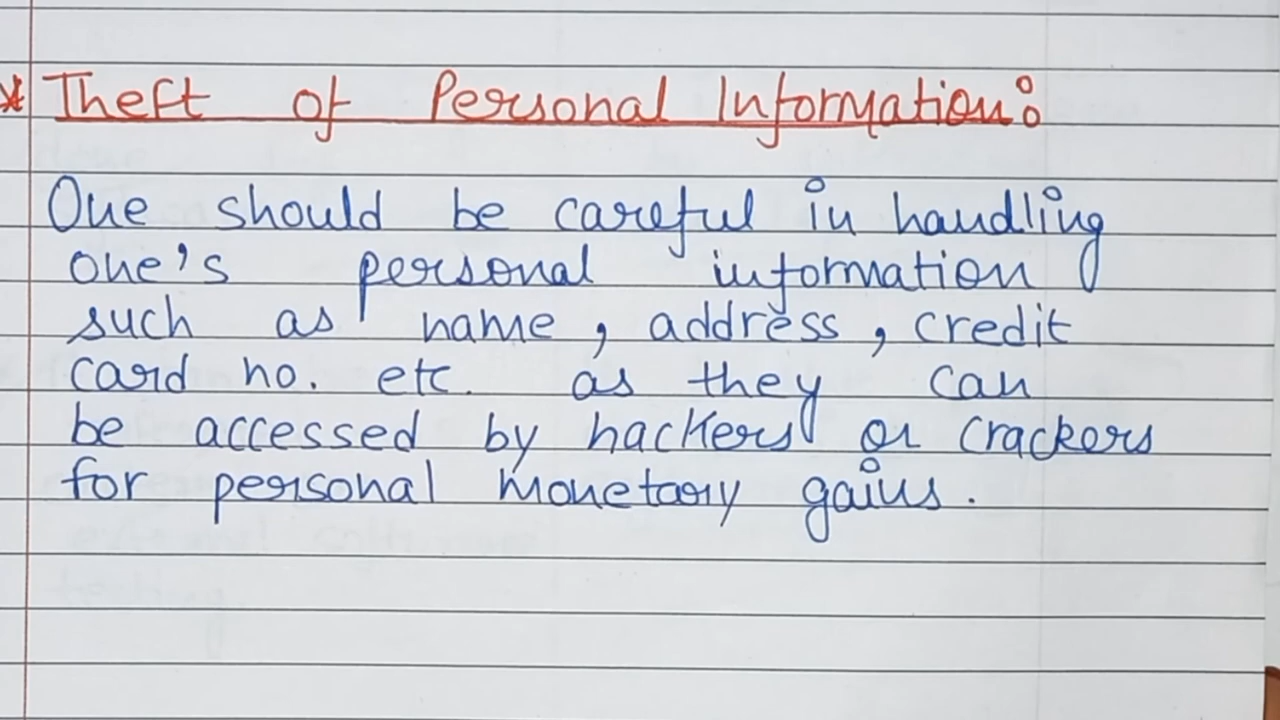 * Theft of Personal Information:
One should be careful in handling
one's personal information
such as name, address, credit
card no. etc. as they can
be accessed by hackers or crackers
for personal monetary gains.